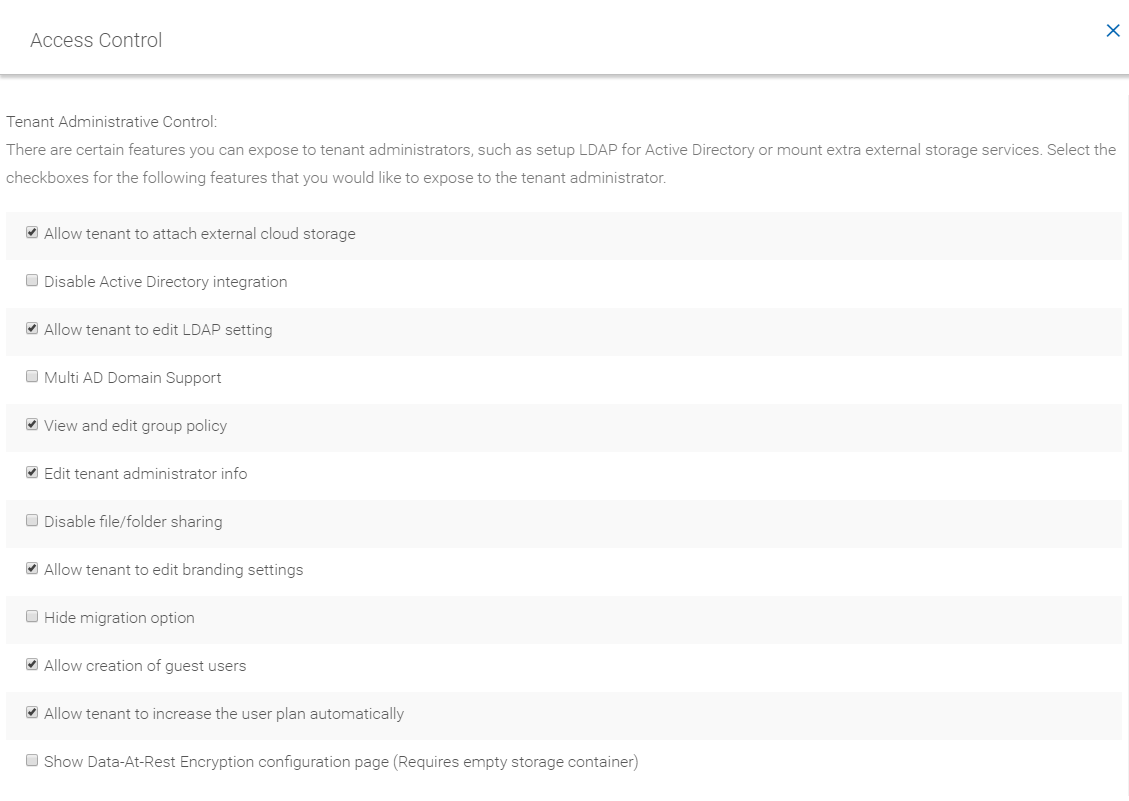 Access Control
Tenant Administrative Control:
There are certain features you can expose to tenant administrators, such as setup LDAP for Active Directory or mount extra external storage services. Select the
checkboxes for the following features that you would like to expose to the tenant administrator.
Allow tenant to attach external cloud storage
Disable Active Directory integration
Allow tenant to edit LDAP setting
Multi AD Domain Support
View and edit group policy
Edit tenant administrator info
Disable file/folder sharing
Allow tenant to edit branding settings
Hide migration option
Allow creation of guest users
Allow tenant to increase the user plan automatically
Show Data-At-Rest Encryption configuration page (Requires empty storage container)